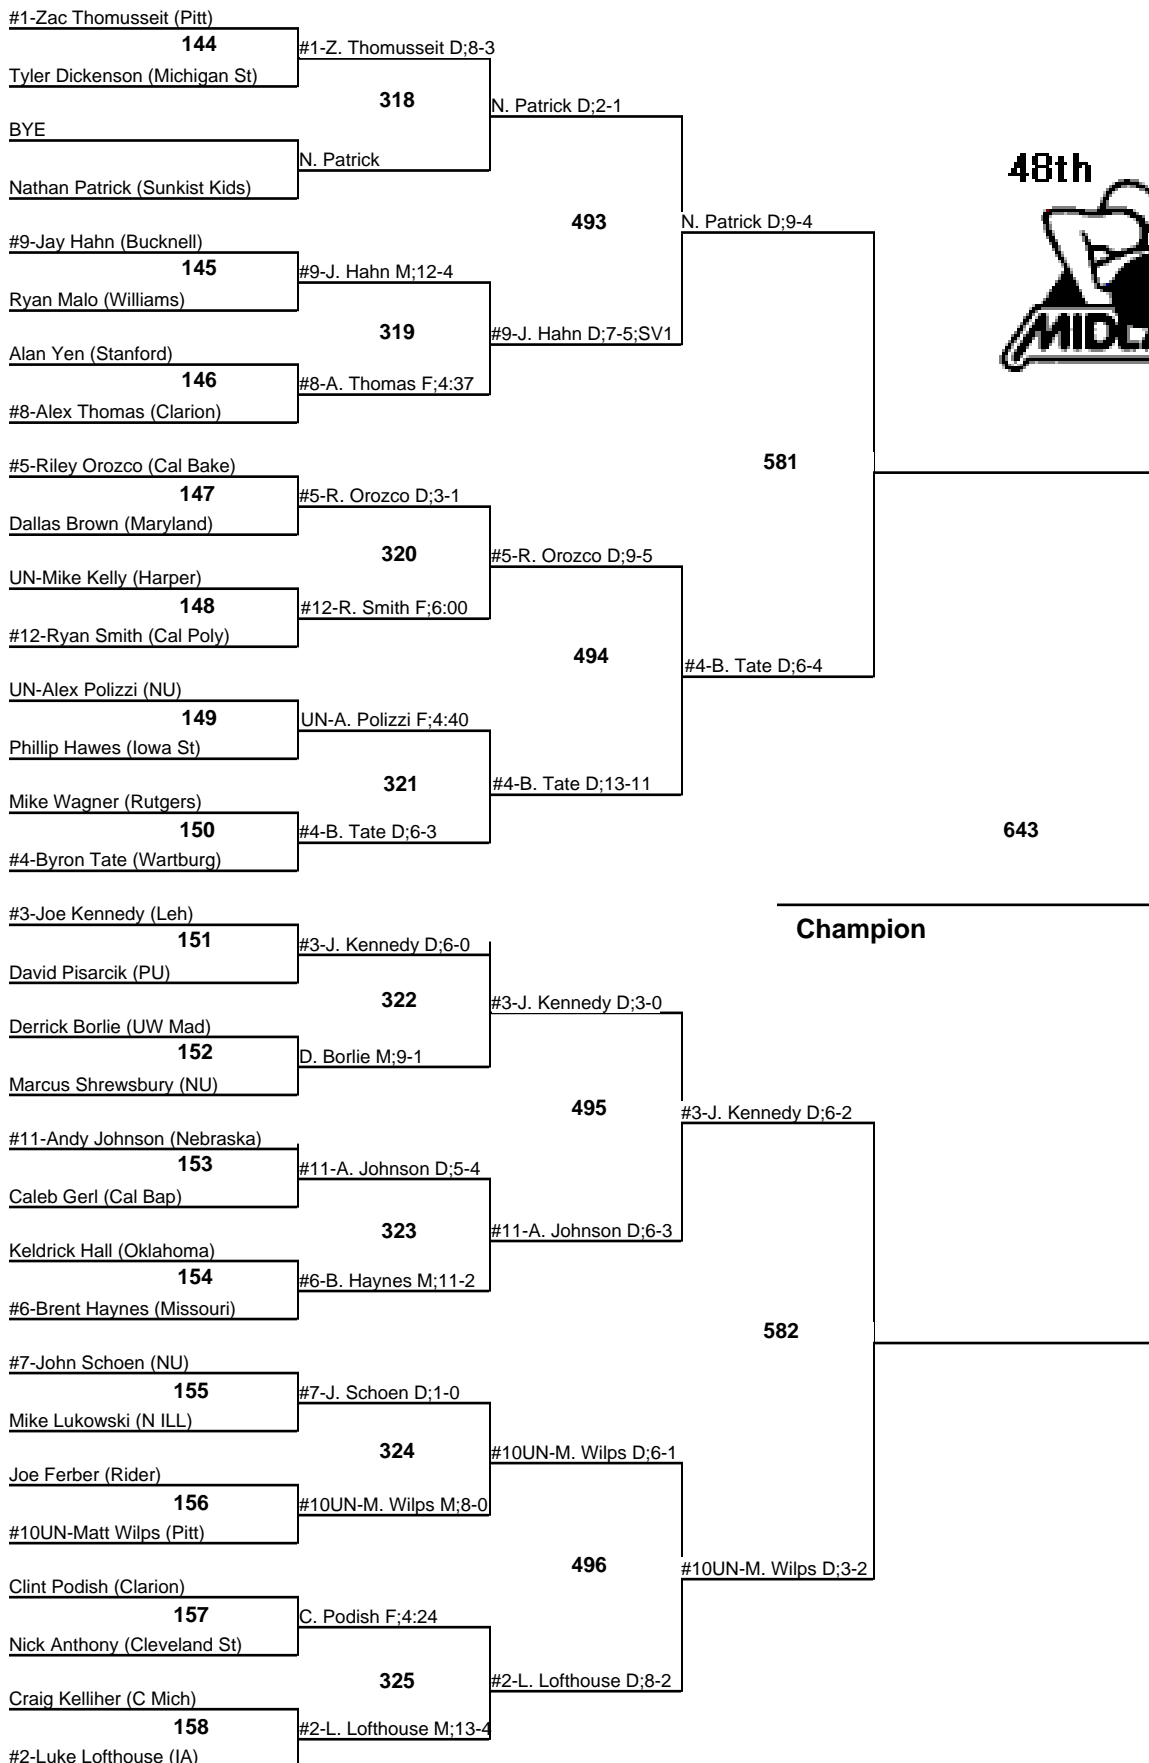 #1-Zac Thomusseit (Pitt)
144
#1-Z. Thomusseit D;8-3
Tyler Dickenson (Michigan St)
318
N. Patrick D;2-1
BYE
N. Patrick
Nathan Patrick (Sunkist Kids)
48th
493
N. Patrick D;9-4
#9-Jay Hahn (Bucknell)
145
#9-J. Hahn M;12-4
Ryan Malo (Williams)
319
#9-J. Hahn D;7-5;SV1
Alan Yen (Stanford)
146
#8-A. Thomas F;4:37
#8-Alex Thomas (Clarion)
581
#5-Riley Orozco (Cal Bake)
147
#5-R. Orozco D;3-1
Dallas Brown (Maryland)
320
#5-R. Orozco D;9-5
UN-Mike Kelly (Harper)
148
#12-R. Smith F;6:00
#12-Ryan Smith (Cal Poly)
494
#4-B. Tate D;6-4
UN-Alex Polizzi (NU)
149
UN-A. Polizzi F;4:40
Phillip Hawes (Iowa St)
321
#4-B. Tate D;13-11
Mike Wagner (Rutgers)
150
#4-B. Tate D;6-3
643
#4-Byron Tate (Wartburg)
#3-Joe Kennedy (Leh)
Champion
151
#3-J. Kennedy D;6-0
David Pisarcik (PU)
322
#3-J. Kennedy D;3-0
Derrick Borlie (UW Mad)
152
D. Borlie M;9-1
Marcus Shrewsbury (NU)
495
#3-J. Kennedy D;6-2
#11-Andy Johnson (Nebraska)
153
#11-A. Johnson D;5-4
Caleb Gerl (Cal Bap)
323
#11-A. Johnson D;6-3
Keldrick Hall (Oklahoma)
154
#6-B. Haynes M;11-2
#6-Brent Haynes (Missouri)
582
#7-John Schoen (NU)
155
#7-J. Schoen D;1-0
Mike Lukowski (N ILL)
324
#10UN-M. Wilps D;6-1
Joe Ferber (Rider)
156
#10UN-M. Wilps M;8-0
#10UN-Matt Wilps (Pitt)
496
#10UN-M. Wilps D;3-2
Clint Podish (Clarion)
157
C. Podish F;4:24
Nick Anthony (Cleveland St)
325
#2-L. Lofthouse D;8-2
Craig Kelliher (C Mich)
158
#2-L. Lofthouse M;13-4
#2-Luke Lofthouse (IA)